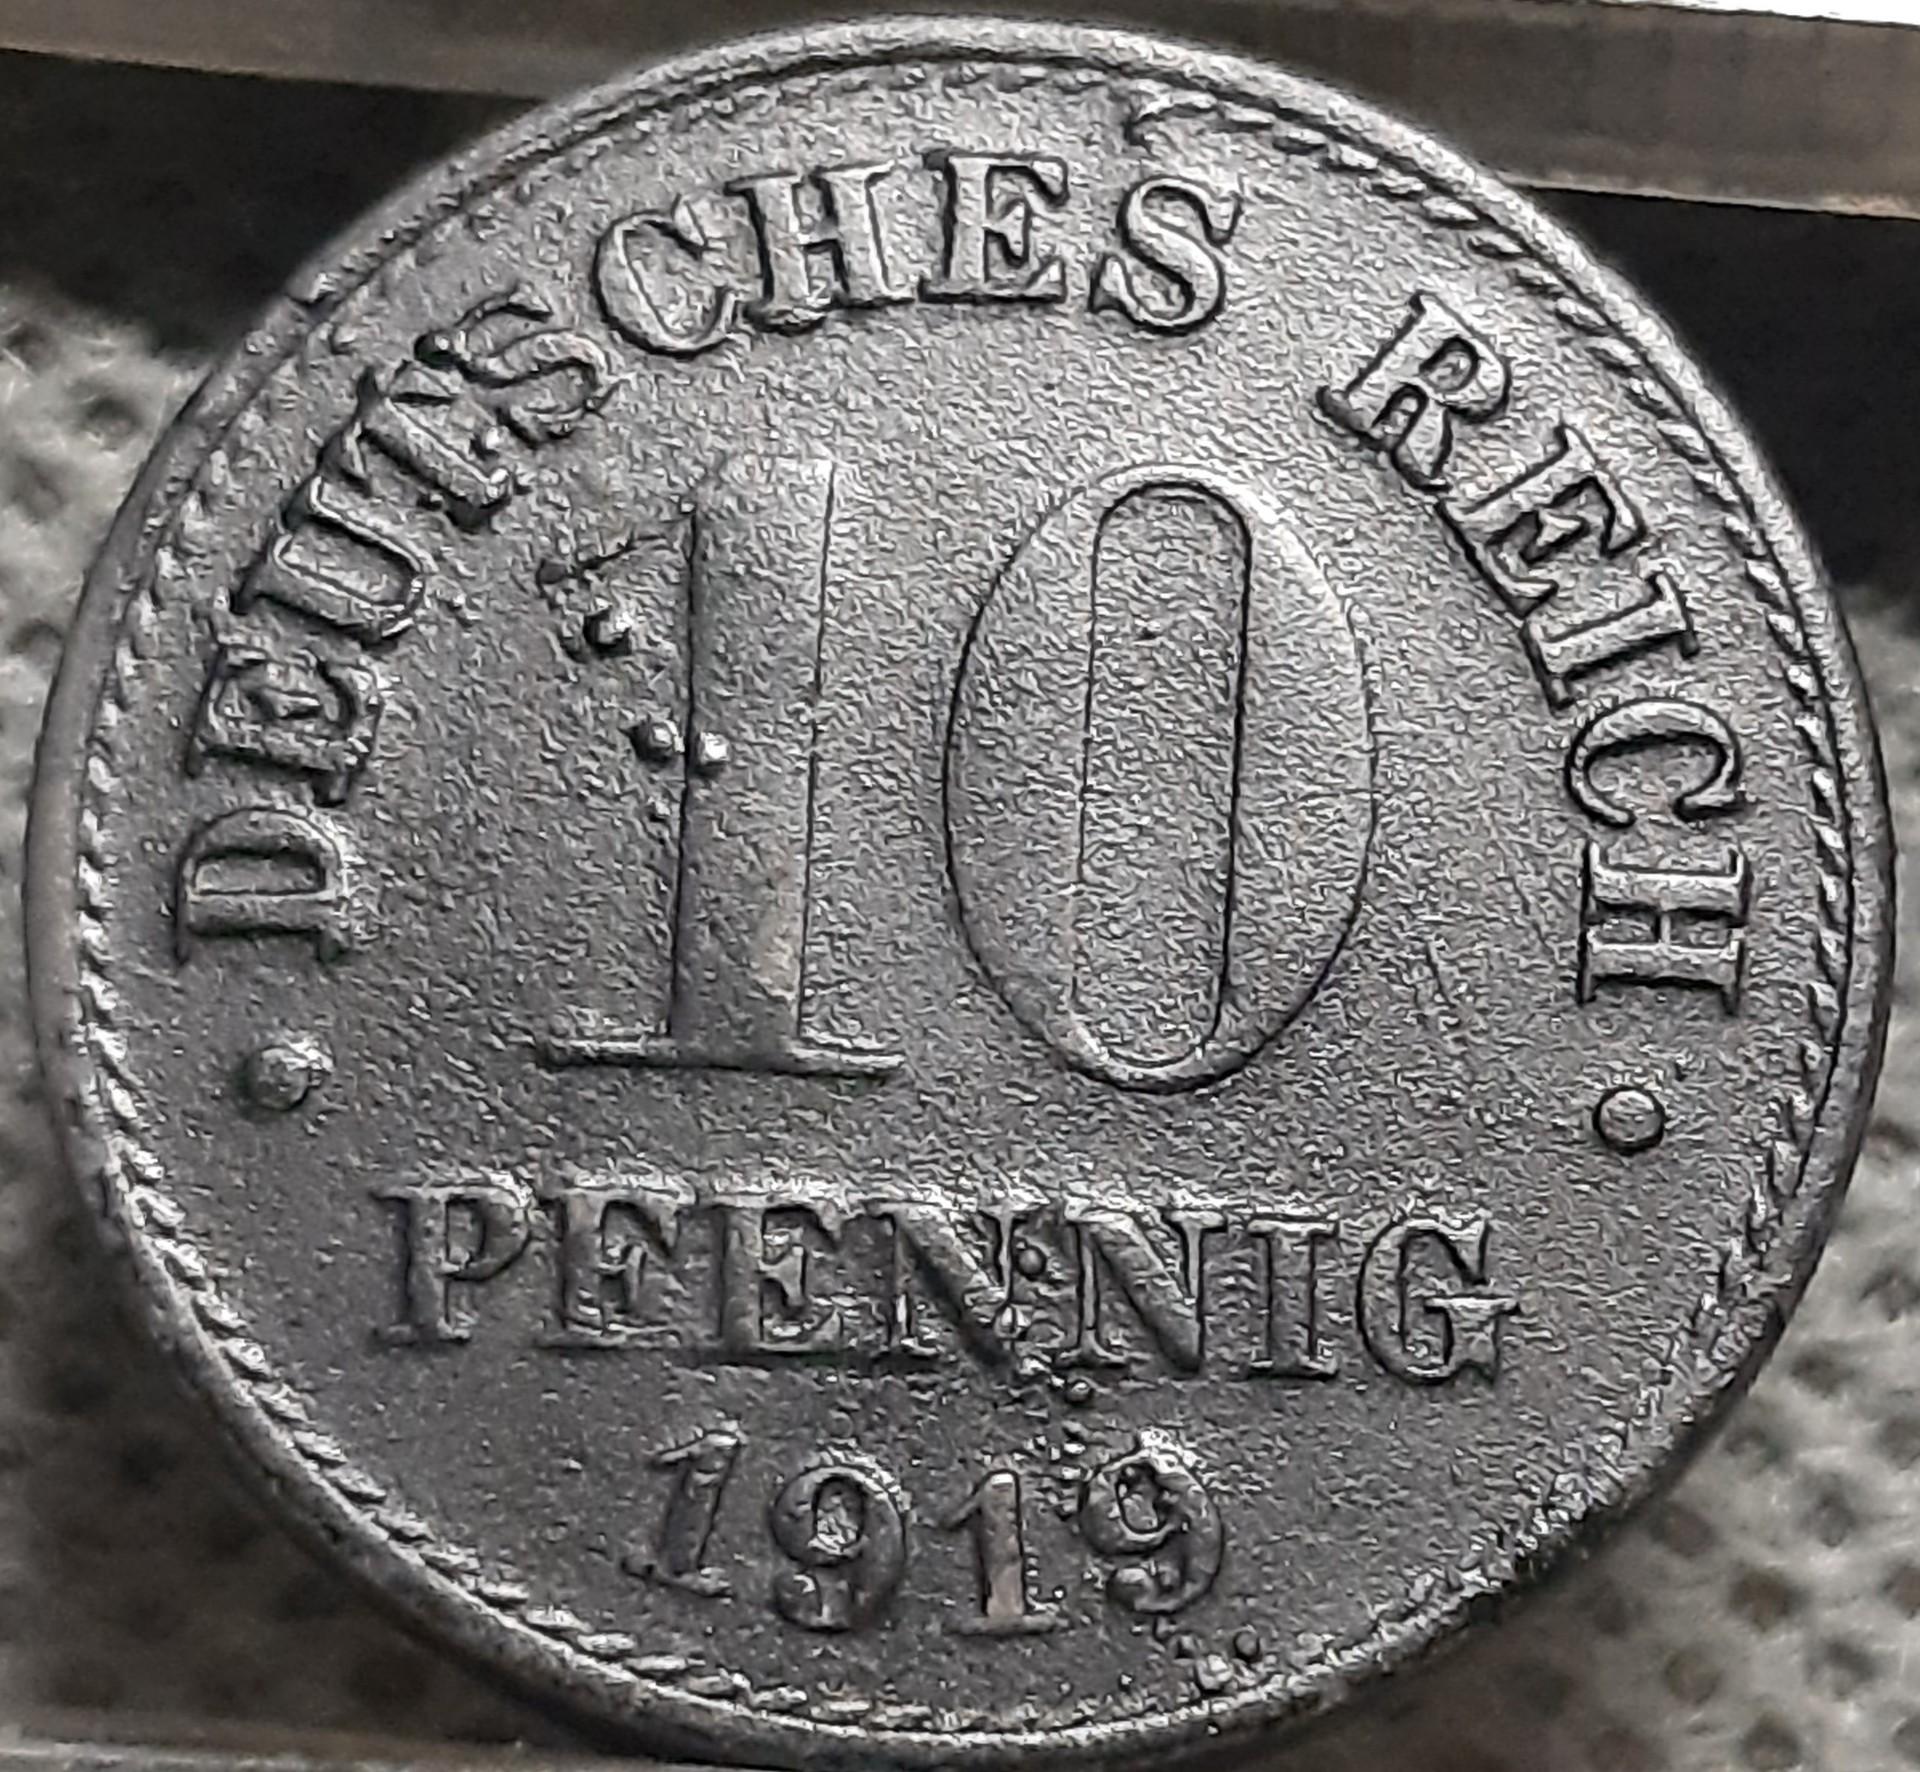 DEUTSCHES REICH
10
PFENNIG
1919